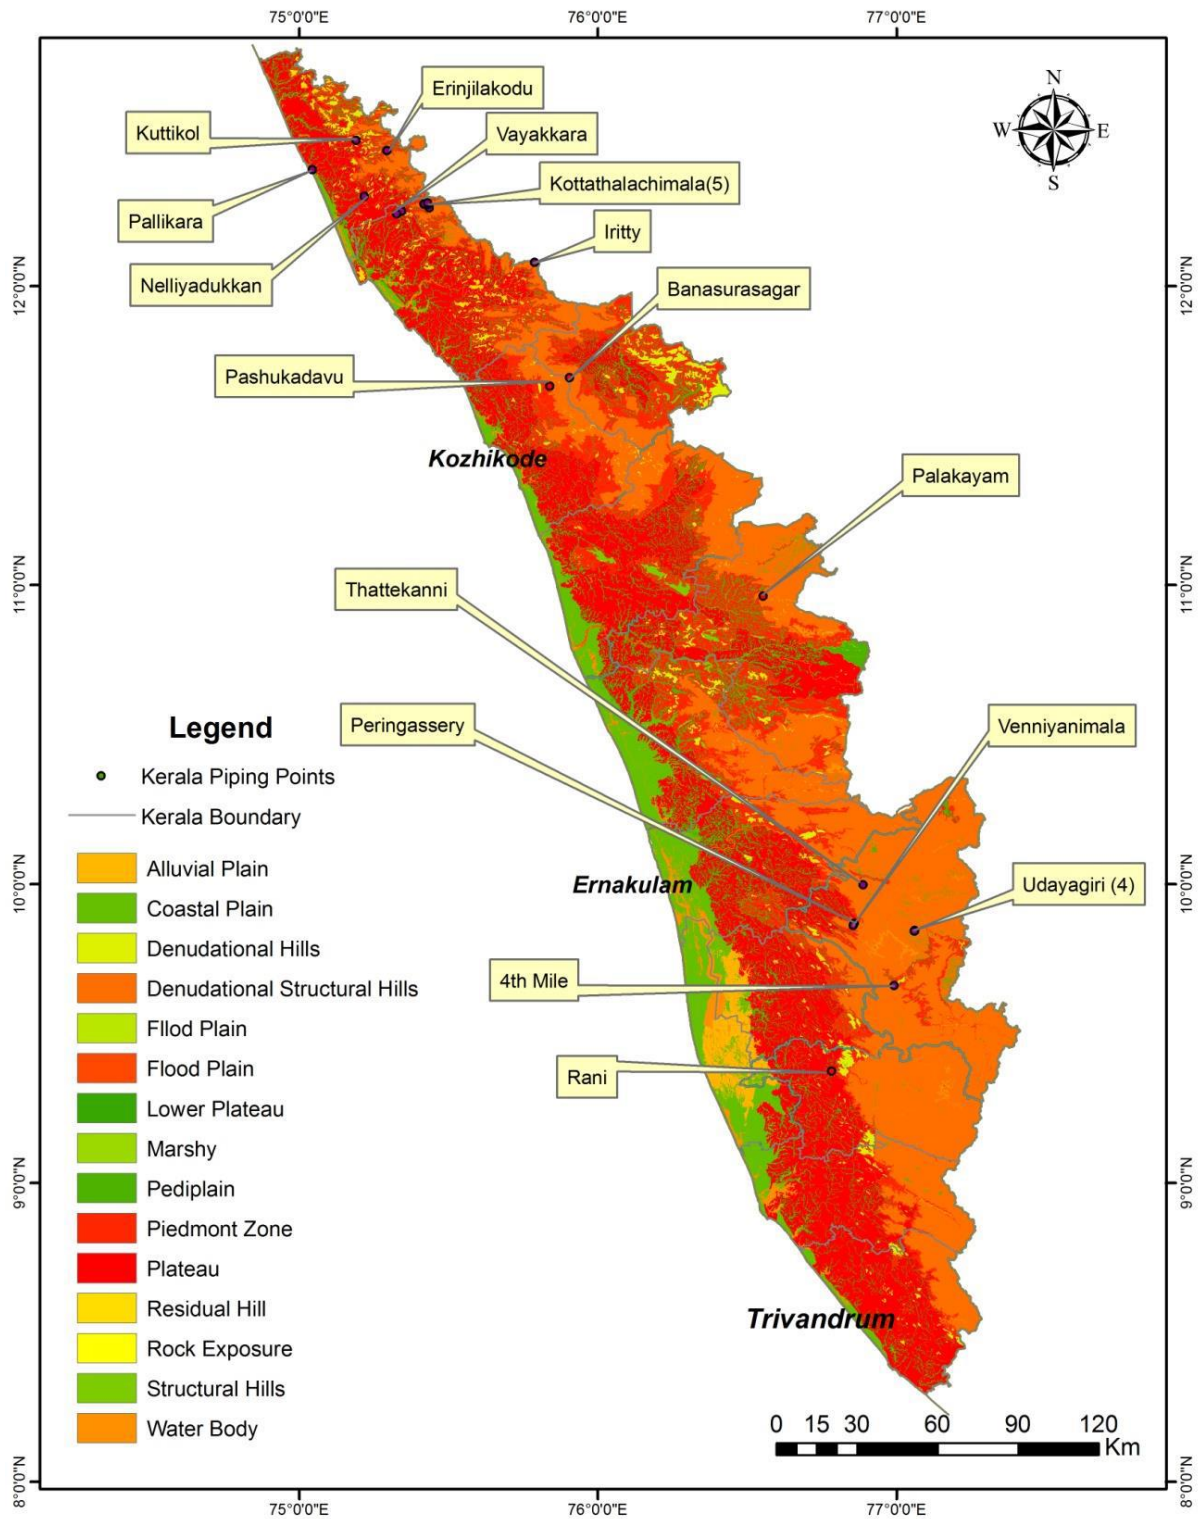 75°0'0"E
76°0'0"E
77°0'0"E
N
W
E
S
Erinjilakodu
Kuttikol
Vayakkara
Kottathalachimala(5)
Pallikara
Iritty
Nelliyadukkan
Banasurasagar
12°0'0"N
12°0'0"N
Pashukadavu
Kozhikode
Palakayam
11°0'0"N
11°0'0"N
Thattekanni
Peringassery
Venniyanimala
Legend
Kerala Piping Points
Kerala Boundary
Alluvial Plain
Coastal Plain
Denudational Hills
Denudational Structural Hills
Fllod Plain
Flood Plain
Lower Plateau
Marshy
Pediplain
Piedmont Zone
Plateau
Residual Hill
Rock Exposure
Structural Hills
Water Body
10°0'0"N
10°0'0"N
Ernakulam
Udayagiri (4)
4th Mile
Rani
9°0'0"N
9°0'0"N
Trivandrum
0 15 30 60 90 120
Km
8°0'0"N
8°0'0"N
75°0'0"E
76°0'0"E
77°0'0"E